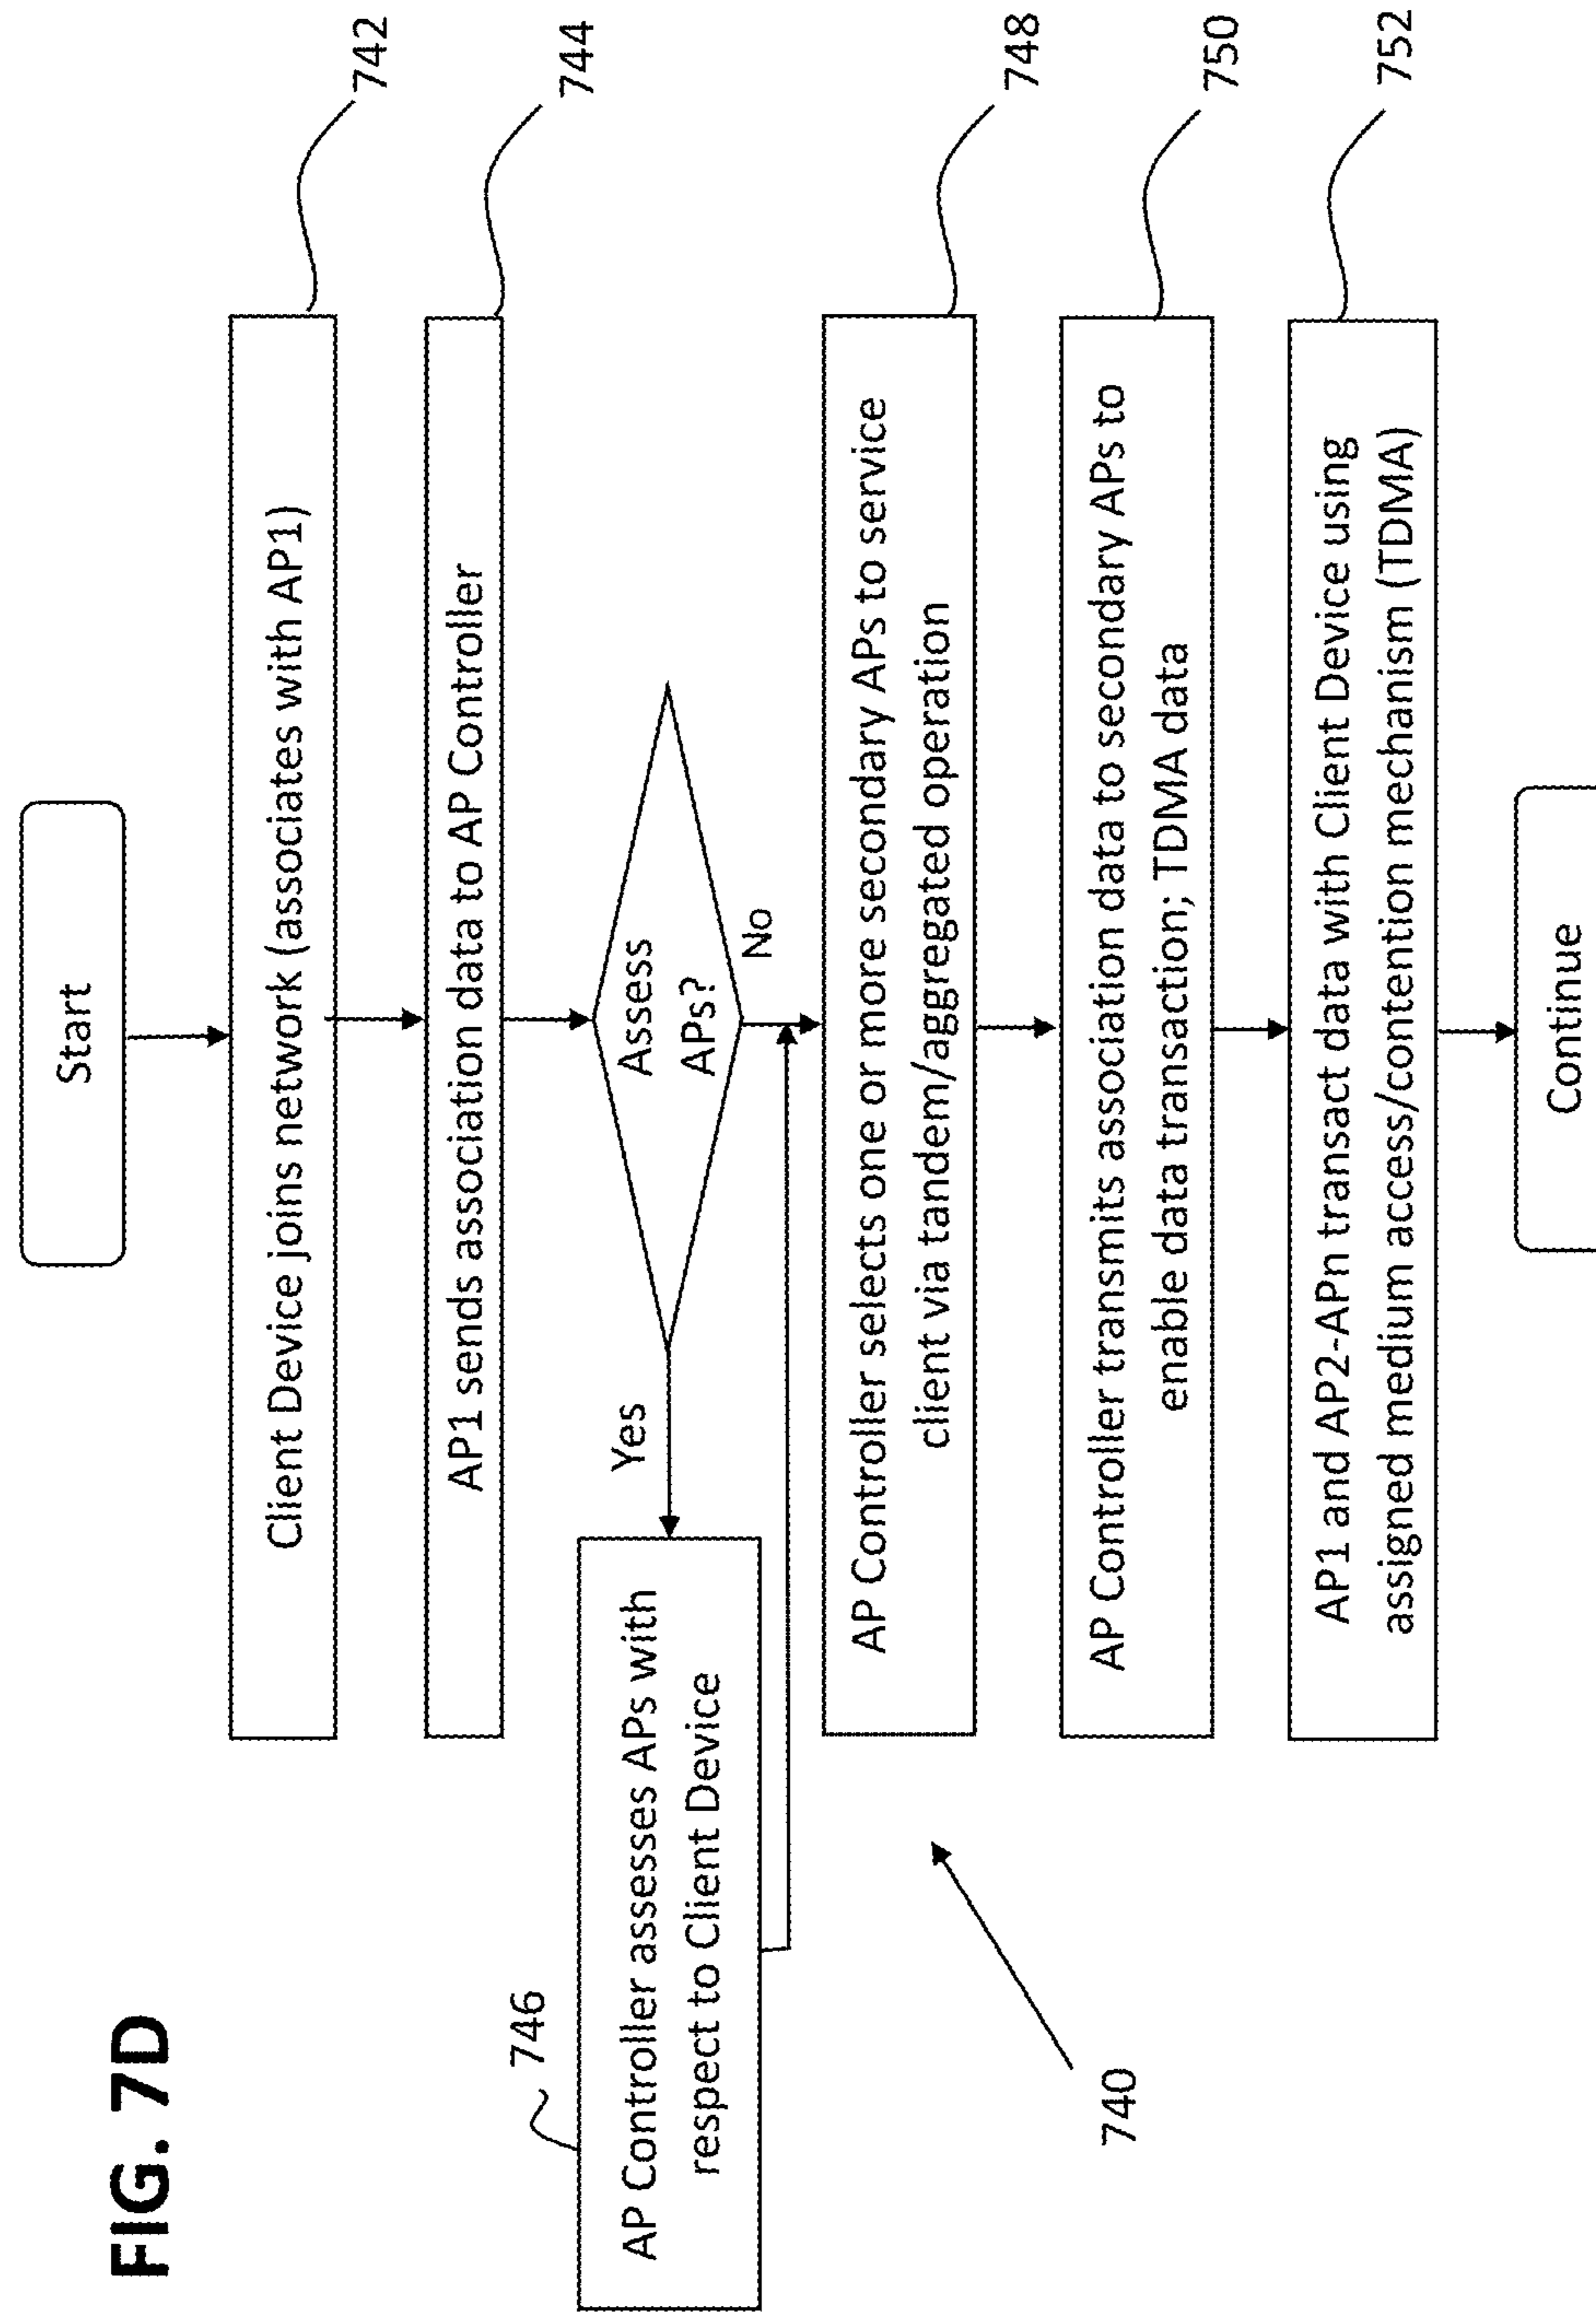 FIG. 7D
Start
Client Device joins network (associates with AP1)
742
AP1 sends association data to AP Controller
744
Assess
APs?
Yes
No
746
AP Controller assesses APs with
respect to Client Device
AP Controller selects one or more secondary APs to service
client via tandem/aggregated operation
748
AP Controller transmits association data to secondary APs to
enable data transaction; TDMA data
750
AP1 and AP2-APn transact data with Client Device using
assigned medium access/contention mechanism (TDMA)
752
740
Continue